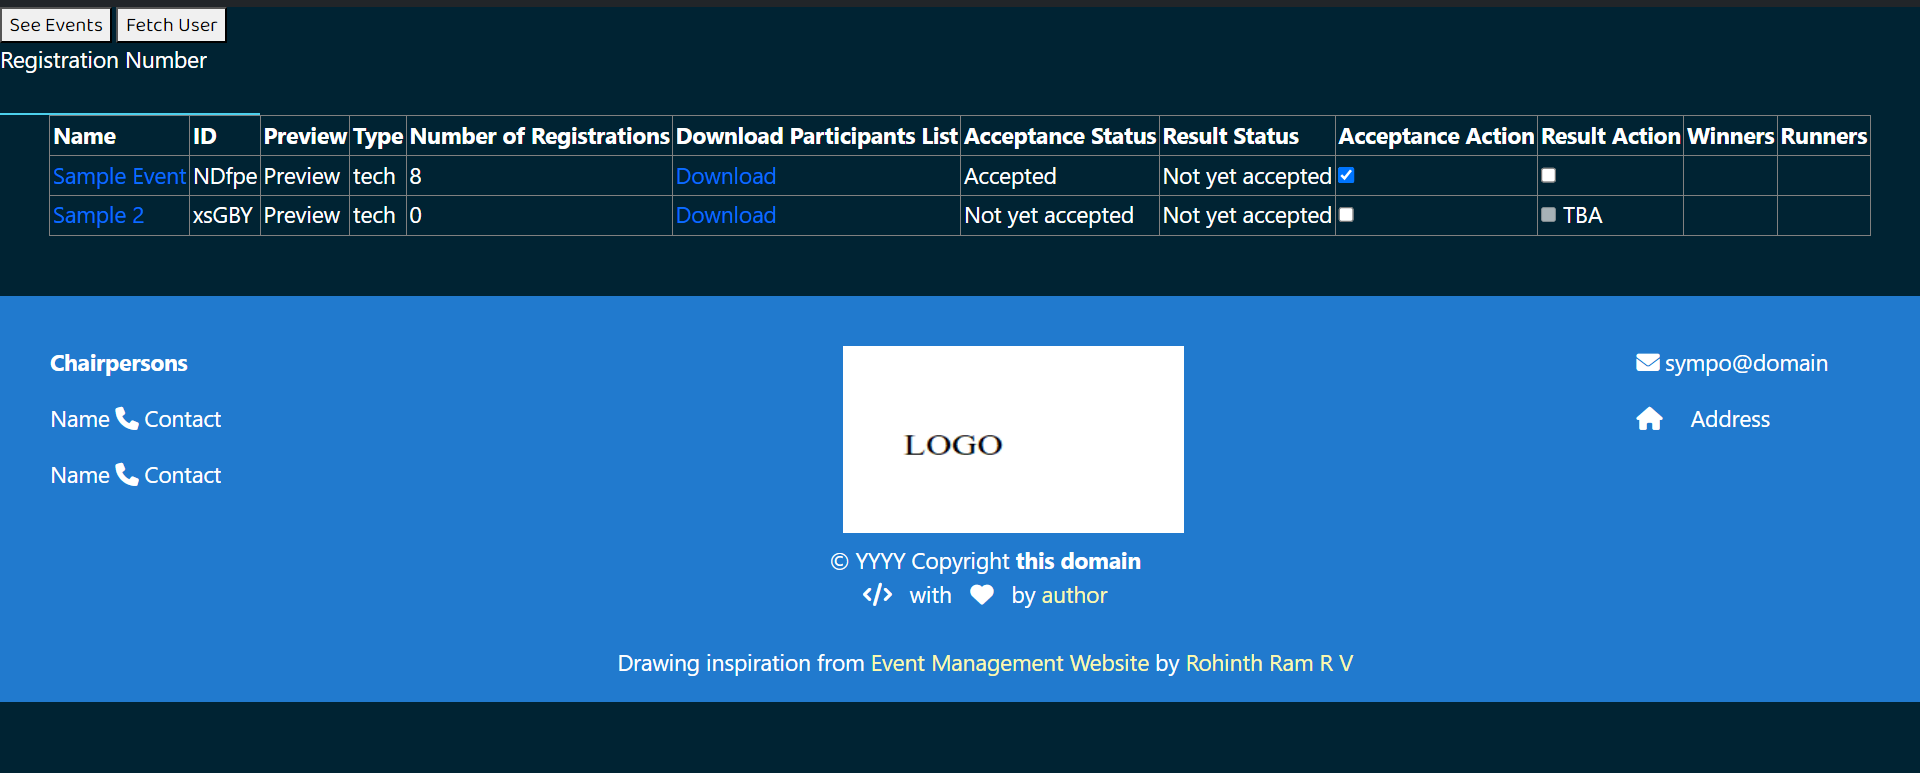 See Events Fetch User
Registration Number
Name ID Preview Type Number of Registrations Download Participants List Acceptance Status Result Status Acceptance Action Result Action Winners Runners
Sample Event NDfpe Preview tech 8 Download Accepted Not yet accepted
Sample 2 xsGBY Preview tech 0 Download Not yet accepted Not yet accepted TBA
Chairpersons
Name Contact
Name Contact
LOGO
© YYYY Copyright this domain
</> with by author
Drawing inspiration from Event Management Website by Rohinth Ram R V
sympo@domain
Address